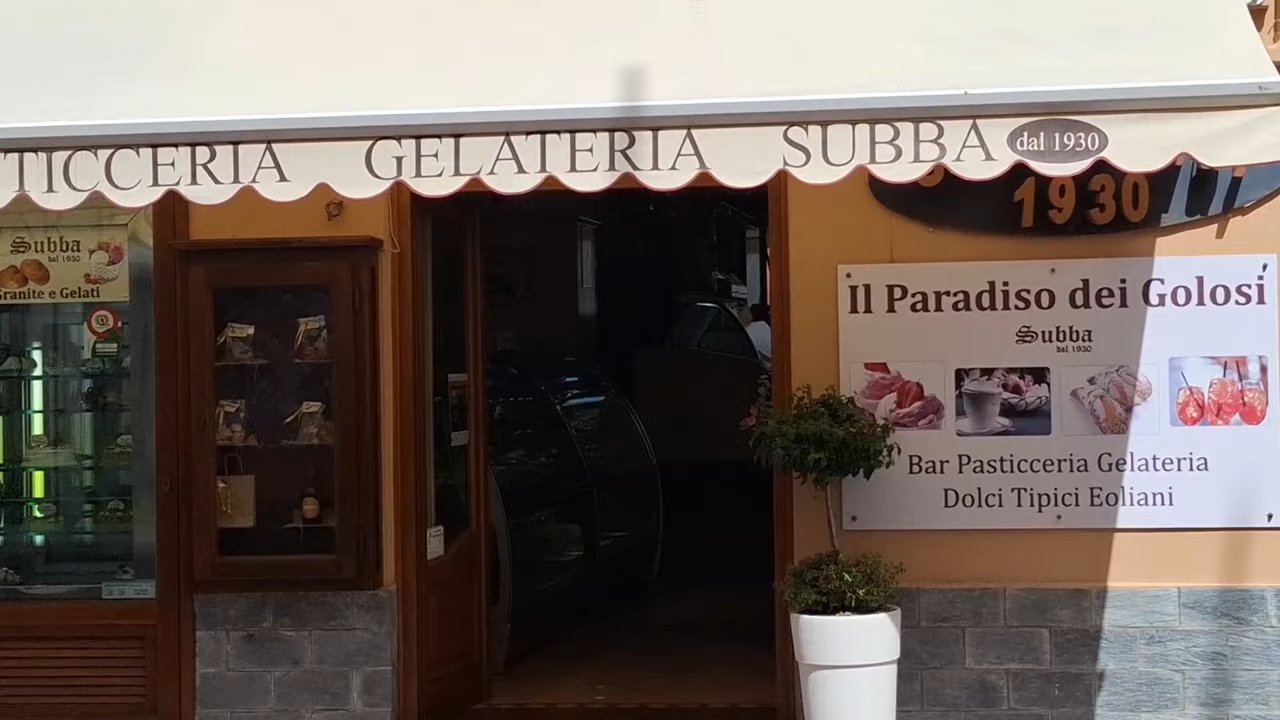 TICCERIA GELATERIA SUBBA dal 1930
1930
Subba
dal 1930
Granite e Gelati
Il Paradiso dei Golosi
Subba
dal 1930
Bar Pasticceria Gelateria
Dolci Tipici Eoliani